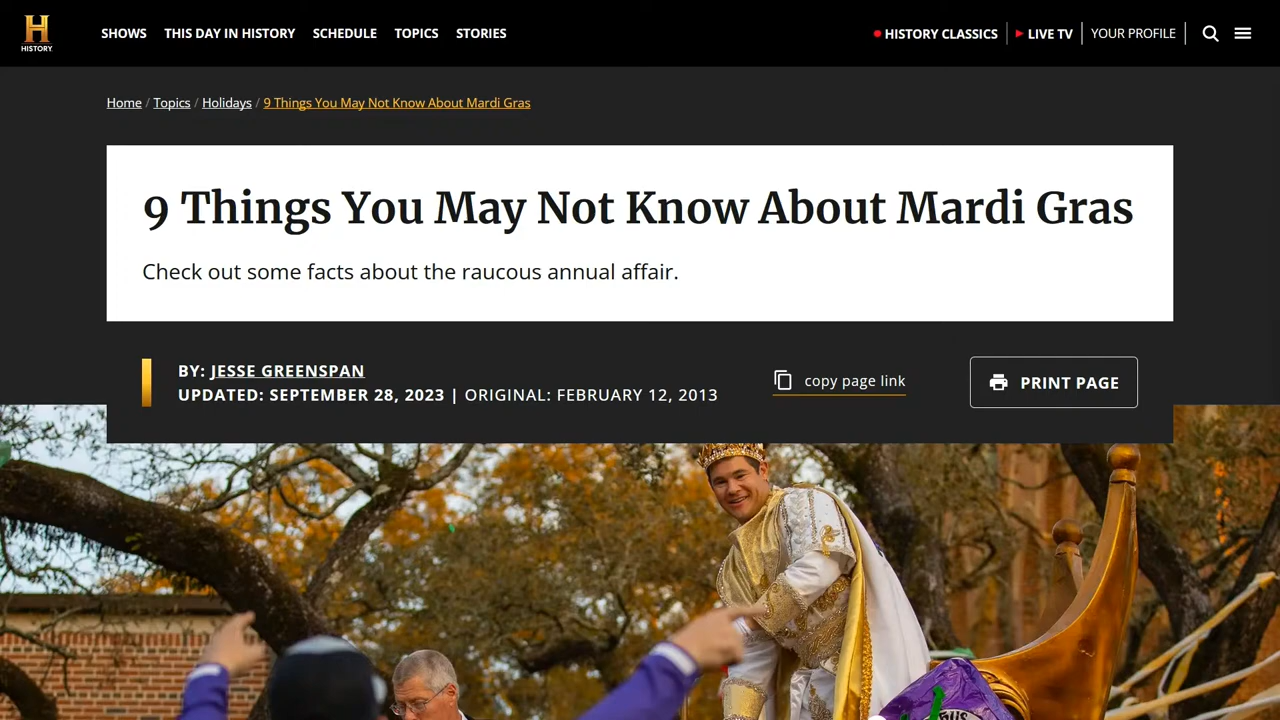 HISTORY
SHOWS THIS DAY IN HISTORY SCHEDULE TOPICS STORIES HISTORY CLASSICS LIVE TV YOUR PROFILE
Home / Topics / Holidays / 9 Things You May Not Know About Mardi Gras
9 Things You May Not Know About Mardi Gras
Check out some facts about the raucous annual affair.
BY: JESSE GREENSPAN
UPDATED: SEPTEMBER 28, 2023 | ORIGINAL: FEBRUARY 12, 2013
copy page link
PRINT PAGE